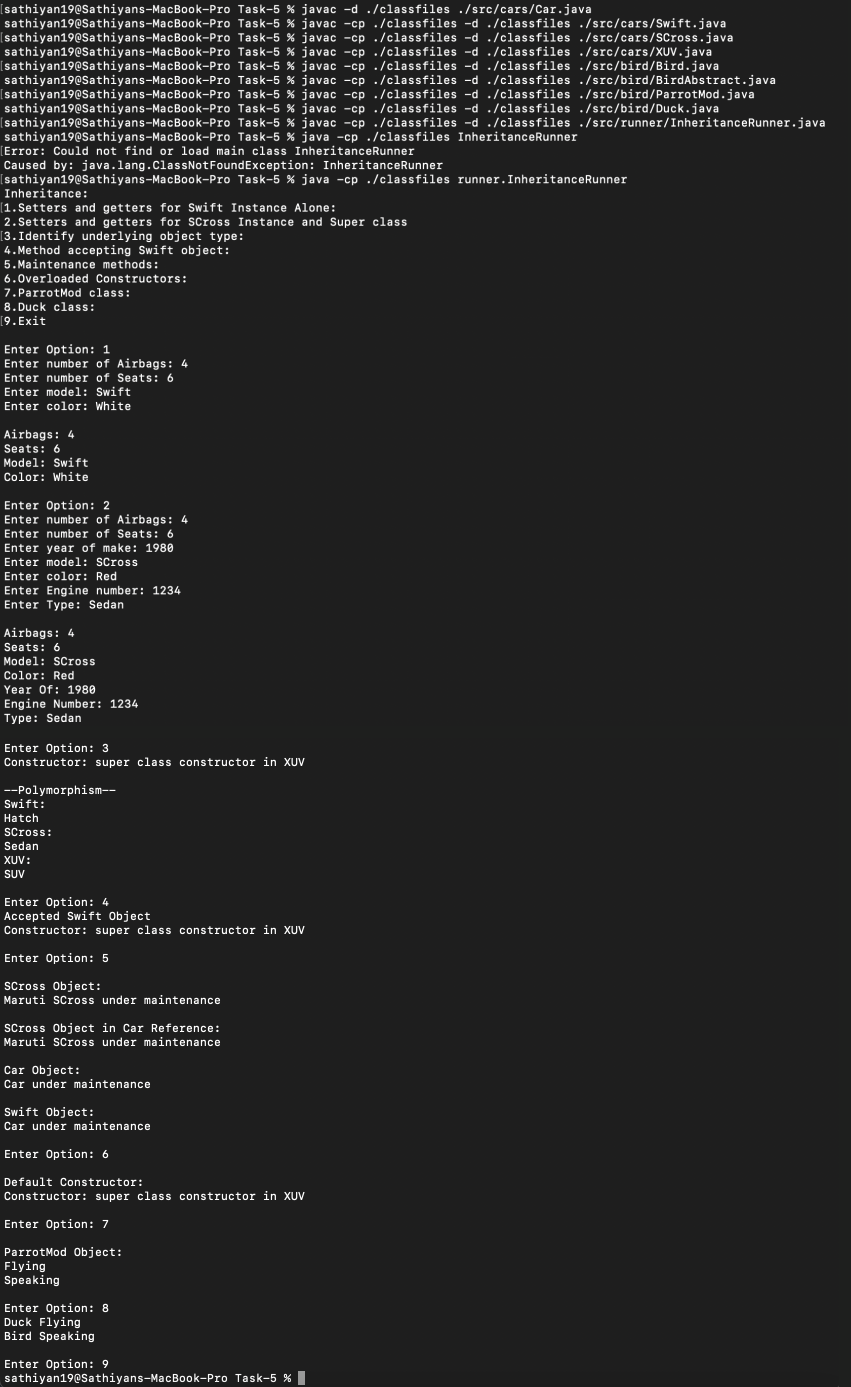 [sathiyan19@Sathiyans-MacBook-Pro Task-5 % javac -d ./classfiles ./src/cars/Car.java
sathiyan19@Sathiyans-MacBook-Pro Task-5 % javac -cp ./classfiles -d ./classfiles ./src/cars/Swift.java
sathiyan19@Sathiyans-MacBook-Pro Task-5 % javac -cp ./classfiles -d ./classfiles ./src/cars/SCross.java
[sathiyan19@Sathiyans-MacBook-Pro Task-5 % javac -cp ./classfiles -d ./classfiles ./src/cars/XUV.java
[sathiyan19@Sathiyans-MacBook-Pro Task-5 % javac -cp ./classfiles -d ./classfiles ./src/bird/Bird.java
sathiyan19@Sathiyans-MacBook-Pro Task-5 % javac -cp ./classfiles -d ./classfiles ./src/bird/BirdAbstract.java
sathiyan19@Sathiyans-MacBook-Pro Task-5 % javac -cp ./classfiles -d ./classfiles ./src/bird/ParrotMod.java
sathiyan19@Sathiyans-MacBook-Pro Task-5 % javac -cp ./classfiles -d ./classfiles ./src/bird/Duck.java
[sathiyan19@Sathiyans-MacBook-Pro Task-5 % javac -cp ./classfiles -d ./classfiles ./src/runner/InheritanceRunner.java
sathiyan19@Sathiyans-MacBook-Pro Task-5 % java -cp ./classfiles InheritanceRunner
[Error: Could not find or load main class InheritanceRunner
Caused by: java.lang.ClassNotFoundException: InheritanceRunner
[sathiyan19@Sathiyans-MacBook-Pro Task-5 % java -cp ./classfiles runner.InheritanceRunner
Inheritance:
[1.Setters and getters for Swift Instance Alone:
2.Setters and getters for SCross Instance and Super class
[3.Identify underlying object type:
4.Method accepting Swift object:
5.Maintenance methods:
6.Overloaded Constructors:
7.ParrotMod class:
8.Duck class:
[9.Exit
Enter Option: 1
Enter number of Airbags: 4
Enter number of Seats: 6
Enter model: Swift
Enter color: White
Airbags: 4
Seats: 6
Model: Swift
Color: White
Enter Option: 2
Enter number of Airbags: 4
Enter number of Seats: 6
Enter year of make: 1980
Enter model: SCross
Enter color: Red
Enter Engine number: 1234
Enter Type: Sedan
Airbags: 4
Seats: 6
Model: SCross
Color: Red
Year Of: 1980
Engine Number: 1234
Type: Sedan
Enter Option: 3
Constructor: super class constructor in XUV
--Polymorphism--
Swift:
Hatch
SCross:
Sedan
XUV:
SUV
Enter Option: 4
Accepted Swift Object
Constructor: super class constructor in XUV
Enter Option: 5
SCross Object:
Maruti SCross under maintenance
SCross Object in Car Reference:
Maruti SCross under maintenance
Car Object:
Car under maintenance
Swift Object:
Car under maintenance
Enter Option: 6
Default Constructor:
Constructor: super class constructor in XUV
Enter Option: 7
ParrotMod Object:
Flying
Speaking
Enter Option: 8
Duck Flying
Bird Speaking
Enter Option: 9
sathiyan19@Sathiyans-MacBook-Pro Task-5 %